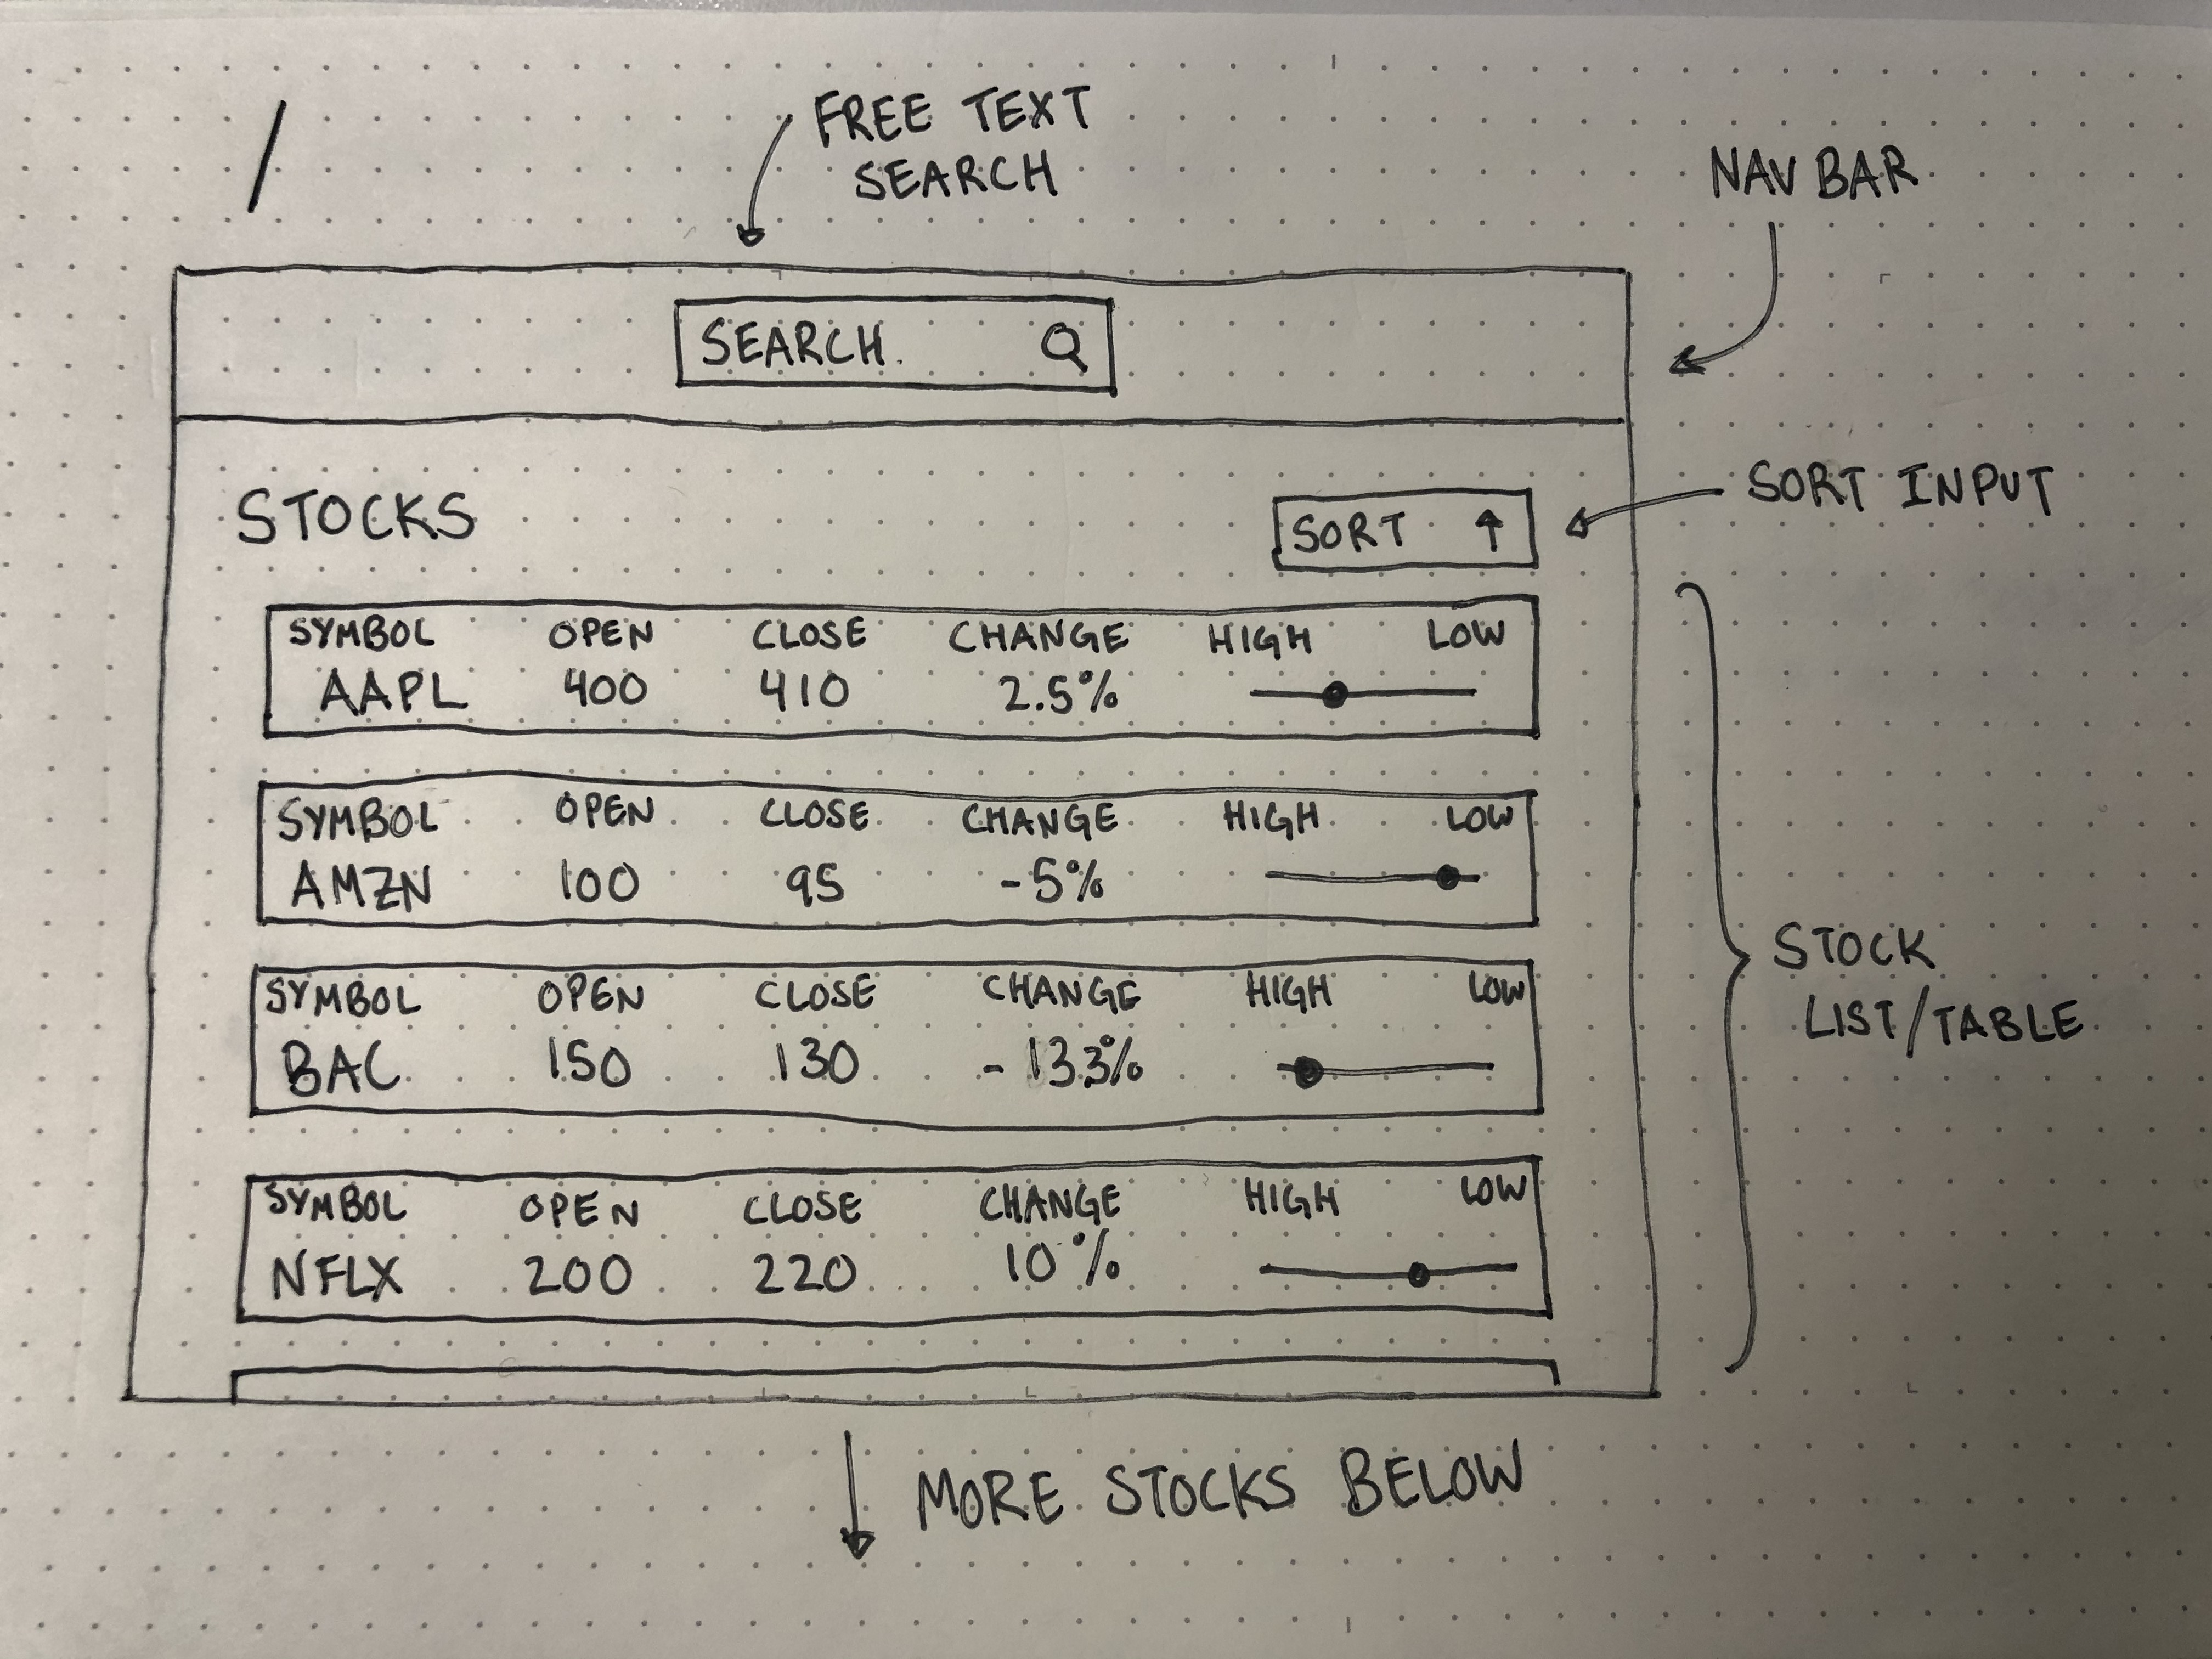 /
FREE TEXT
SEARCH
NAV BAR
SEARCH
STOCKS
SORT ↑
SORT INPUT
SYMBOL OPEN CLOSE CHANGE HIGH LOW
AAPL 400 410 2.5%
SYMBOL OPEN CLOSE CHANGE HIGH LOW
AMZN 100 95 -5%
SYMBOL OPEN CLOSE CHANGE HIGH LOW
BAC 150 130 -13.3%
STOCK
LIST/TABLE
SYMBOL OPEN CLOSE CHANGE HIGH LOW
NFLX 200 220 10%
MORE STOCKS BELOW